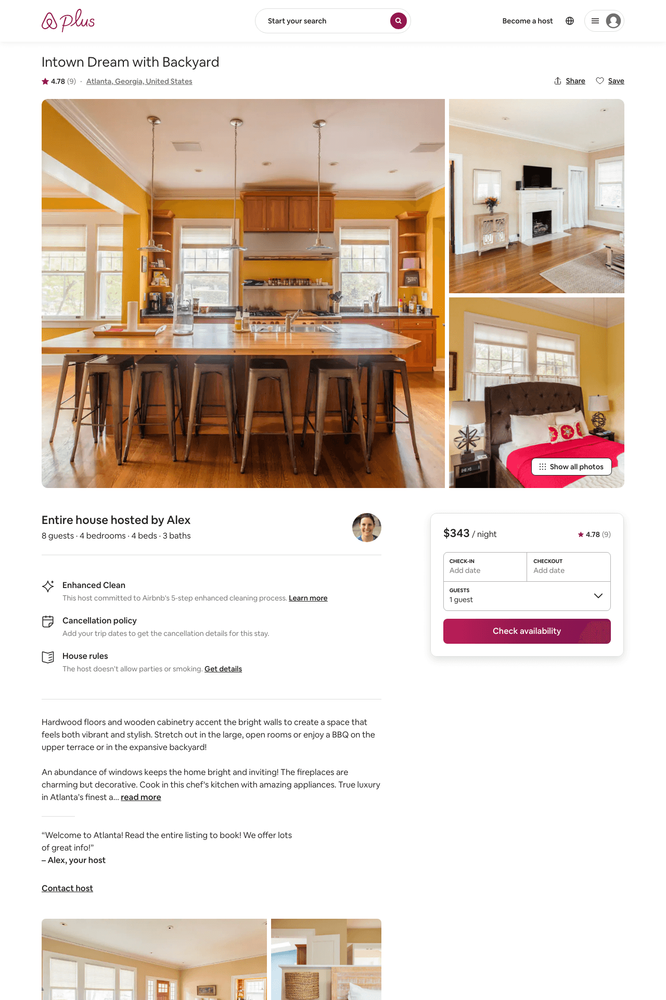 plus
Start your search
Become a host
Intown Dream with Backyard
4.78 (9) · Atlanta, Georgia, United States
Share
Save
Show all photos
Entire house hosted by Alex
8 guests · 4 bedrooms · 4 beds · 3 baths
$343 / night
4.78 (9)
CHECK-IN
Add date
CHECKOUT
Add date
GUESTS
1 guest
Check availability
Enhanced Clean
This host committed to Airbnb's 5-step enhanced cleaning process. Learn more
Cancellation policy
Add your trip dates to get the cancellation details for this stay.
House rules
The host doesn’t allow parties or smoking. Get details
Hardwood floors and wooden cabinetry accent the bright walls to create a space that
feels both vibrant and stylish. Stretch out in the large, open rooms or enjoy a BBQ on the
upper terrace or in the expansive backyard!
An abundance of windows keeps the home bright and inviting! The fireplaces are
charming but decorative. Cook in this chef's kitchen with amazing appliances. True luxury
in Atlanta’s finest a... read more
“Welcome to Atlanta! Read the entire listing to book! We offer lots
of great info!”
– Alex, your host
Contact host